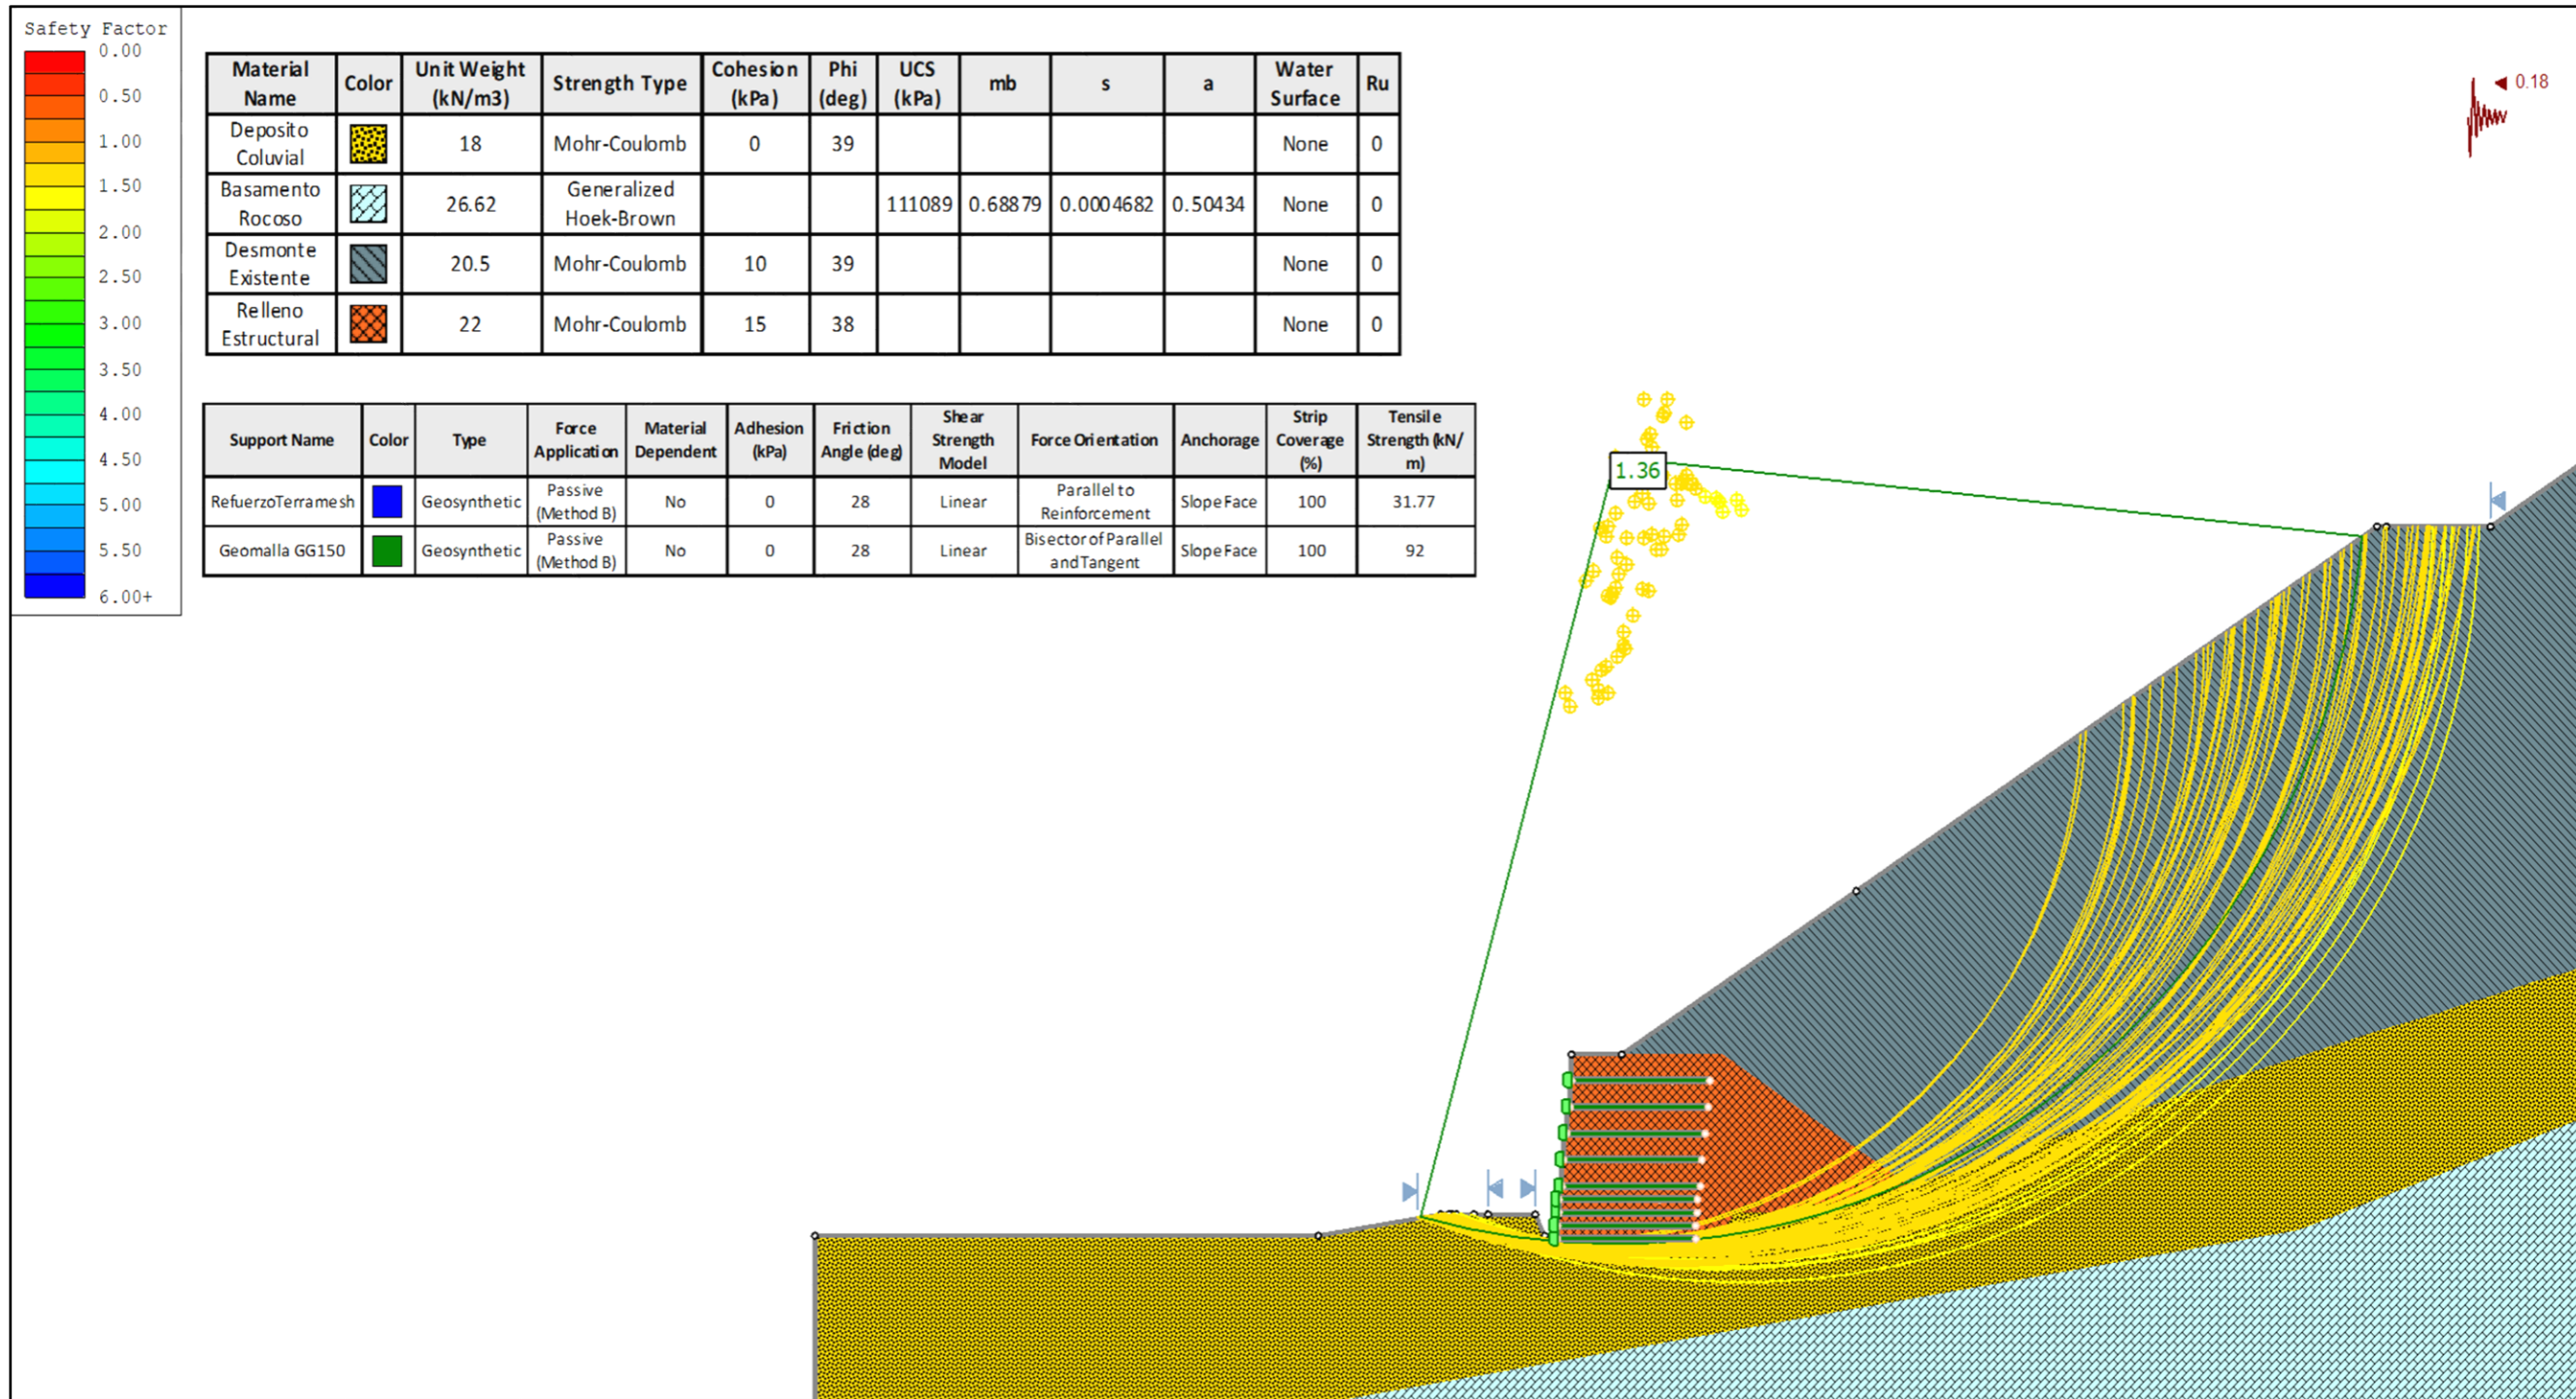 Safety Factor
0.00
0.50
1.00
1.50
2.00
2.50
3.00
3.50
4.00
4.50
5.00
5.50
6.00+
Material Name Color Unit Weight (kN/m3) Strength Type Cohesion (kPa) Phi (deg) UCS (kPa) mb s a Water Surface Ru
Deposito Coluvial 18 Mohr-Coulomb 0 39 None 0
Basamento Rocoso 26.62 Generalized Hoek-Brown 111089 0.68879 0.0004682 0.50434 None 0
Desmonte Existente 20.5 Mohr-Coulomb 10 39 None 0
Relleno Estructural 22 Mohr-Coulomb 15 38 None 0
Support Name Color Type Force Application Material Dependent Adhesion (kPa) Friction Angle (deg) Shear Strength Model Force Orientation Anchorage Strip Coverage (%) Tensile Strength (kN/m)
RefuerzoTerramesh Geosynthetic Passive (Method B) No 0 28 Linear Parallel to Reinforcement Slope Face 100 31.77
Geomalla GG150 Geosynthetic Passive (Method B) No 0 28 Linear Bisector of Parallel and Tangent Slope Face 100 92
0.18
1.36